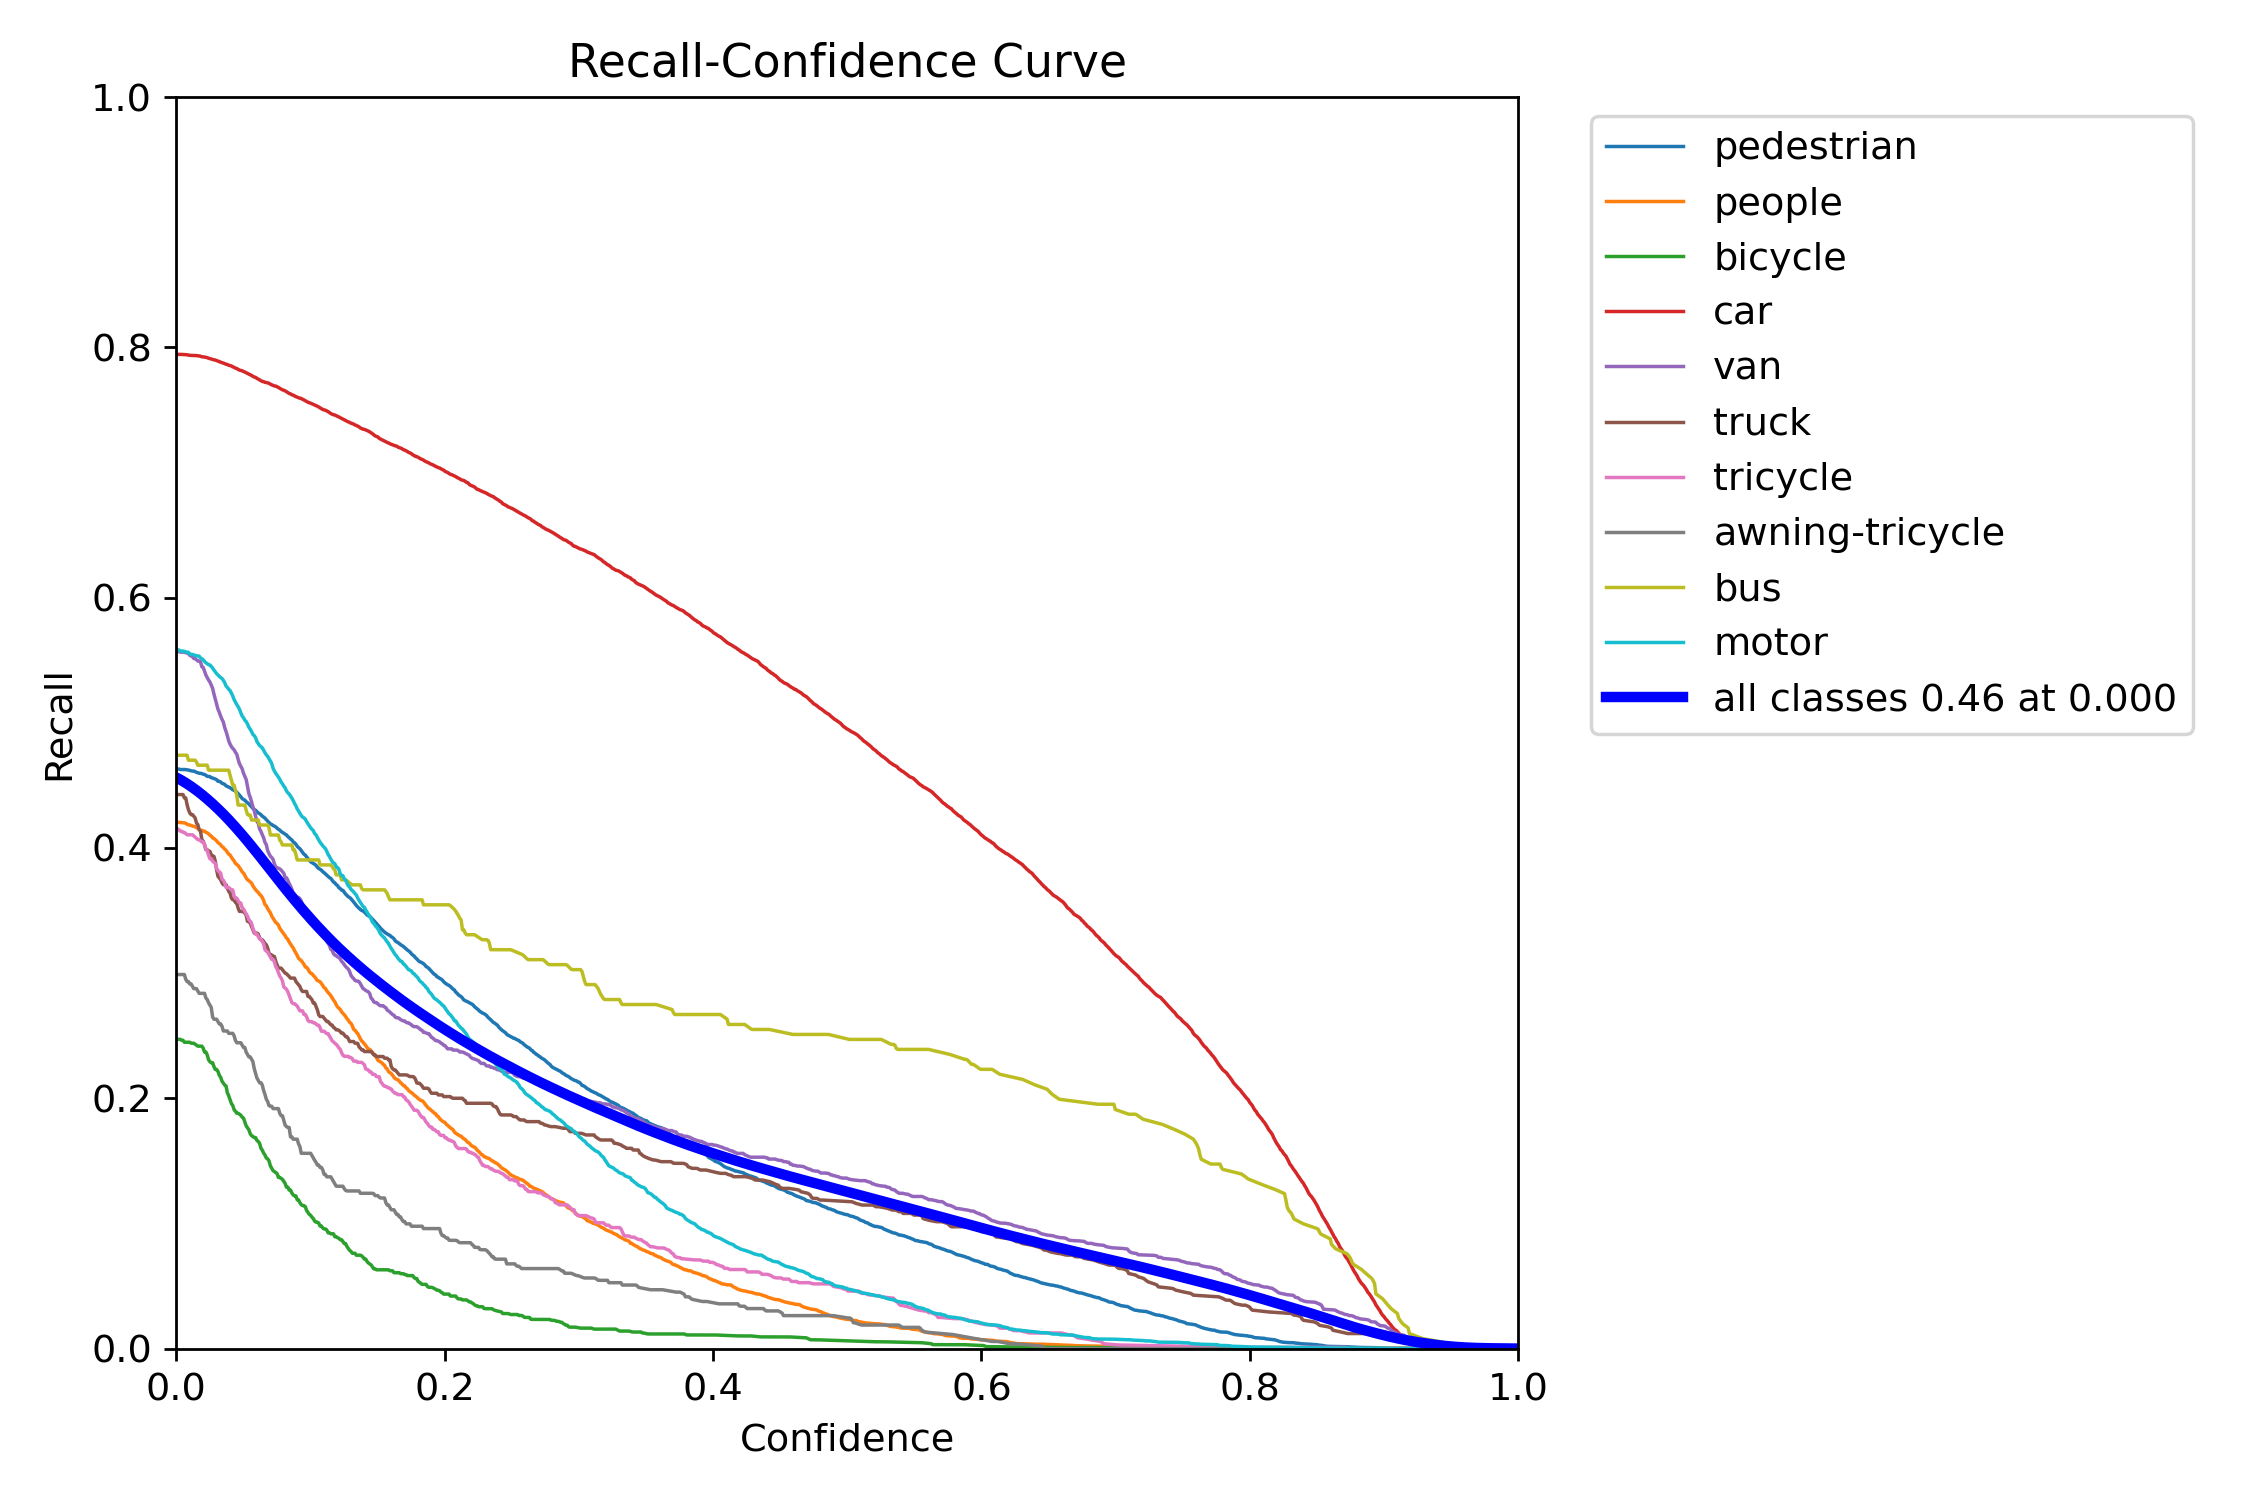 Recall-Confidence Curve
1.0
0.8
0.6
0.4
0.2
0.0
Recall
0.0 0.2 0.4 0.6 0.8 1.0
Confidence
pedestrian
people
bicycle
car
van
truck
tricycle
awning-tricycle
bus
motor
all classes 0.46 at 0.000